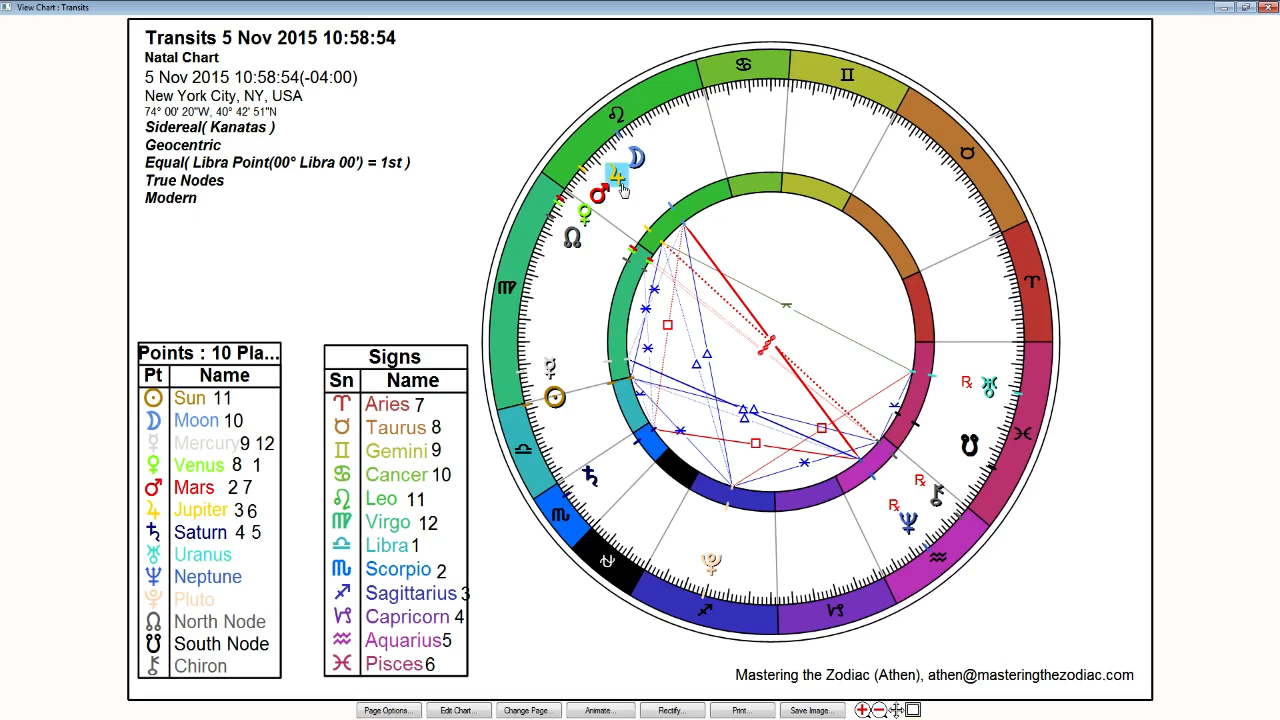 View Chart : Transits
Transits 5 Nov 2015 10:58:54
Natal Chart
5 Nov 2015 10:58:54(-04:00)
New York City, NY, USA
74° 00' 20"W, 40° 42' 51"N
Sidereal( Kanatas )
Geocentric
Equal( Libra Point(00° Libra 00') = 1st )
True Nodes
Modern
Points : 10 Pla...
Pt Name
☉ Sun 11
☽ Moon 10
☿ Mercury 9 12
♀ Venus 8 1
♂ Mars 2 7
♃ Jupiter 3 6
♄ Saturn 4 5
♅ Uranus
♆ Neptune
♇ Pluto
☊ North Node
☋ South Node
⚷ Chiron
Signs
Sn Name
♈ Aries 7
♉ Taurus 8
♊ Gemini 9
♋ Cancer 10
♌ Leo 11
♍ Virgo 12
♎ Libra 1
♏ Scorpio 2
♐ Sagittarius 3
♑ Capricorn 4
♒ Aquarius 5
♓ Pisces 6
℞
℞
℞
Mastering the Zodiac (Athen), athen@masteringthezodiac.com
Page Options... Edit Chart... Change Page... Animate... Rectify... Print... Save Image...